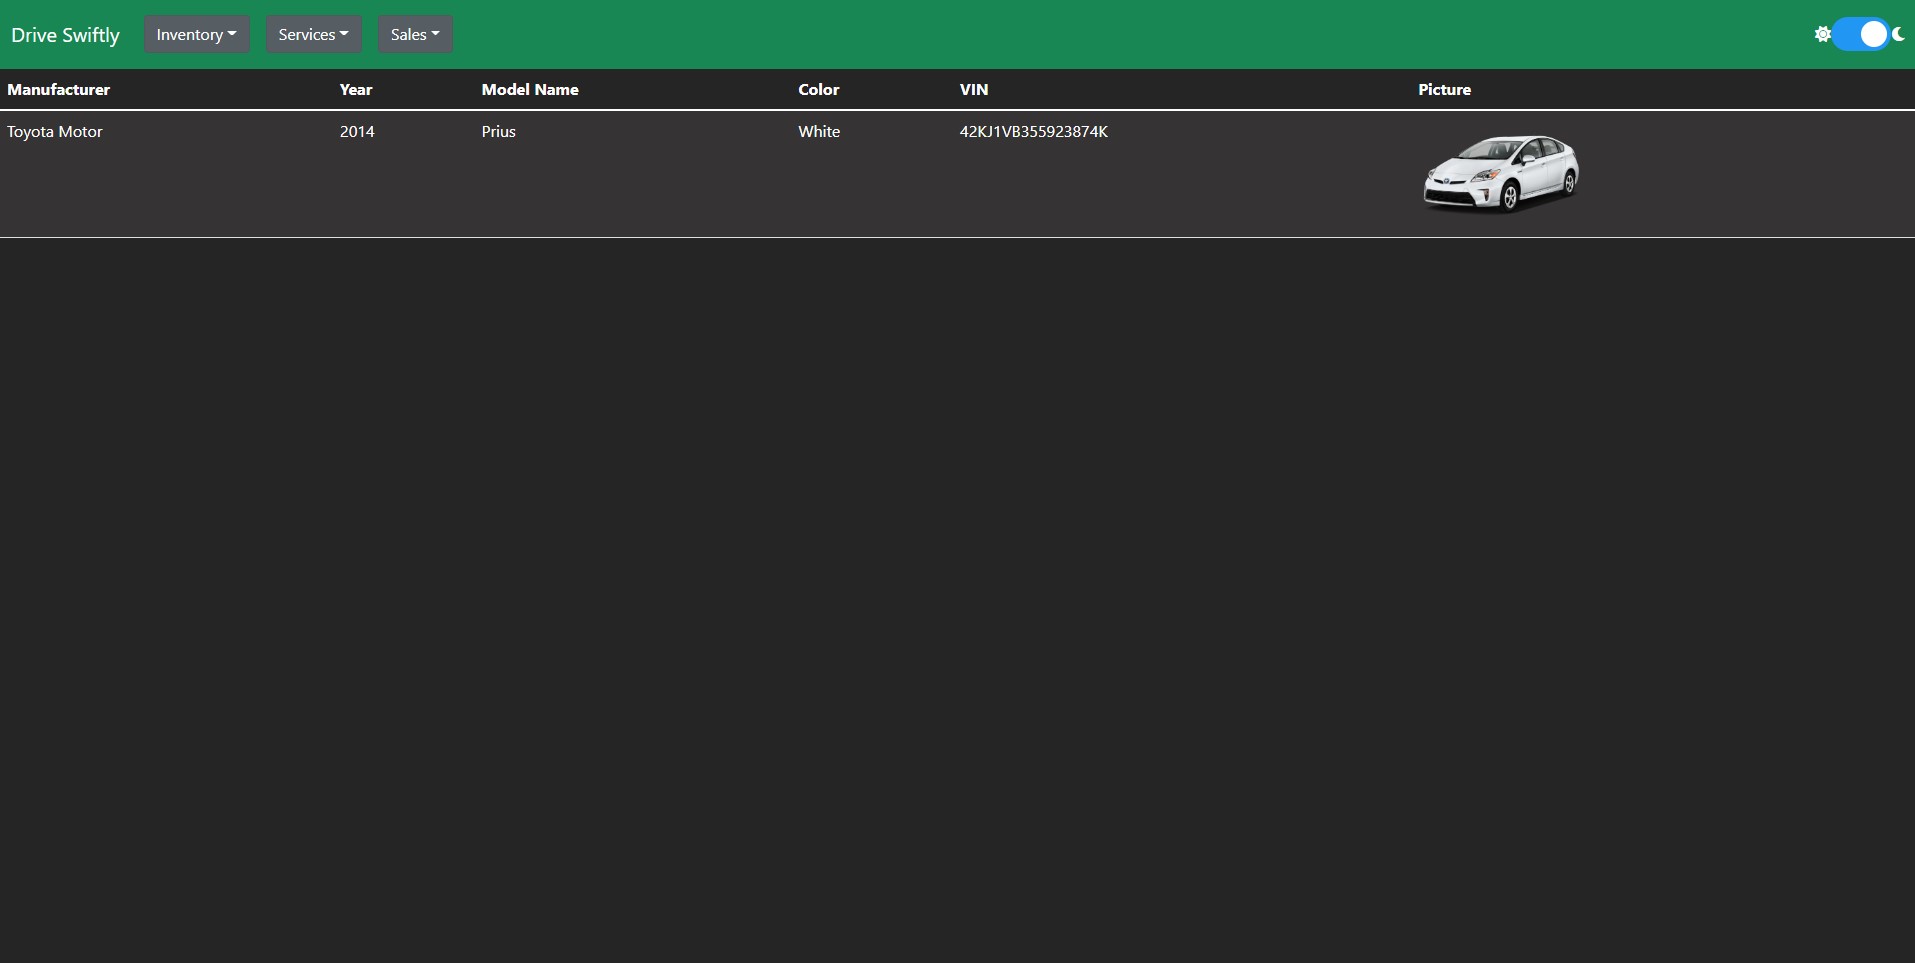 Drive Swiftly Inventory Services Sales
Manufacturer Year Model Name Color VIN Picture
Toyota Motor 2014 Prius White 42KJ1VB355923874K